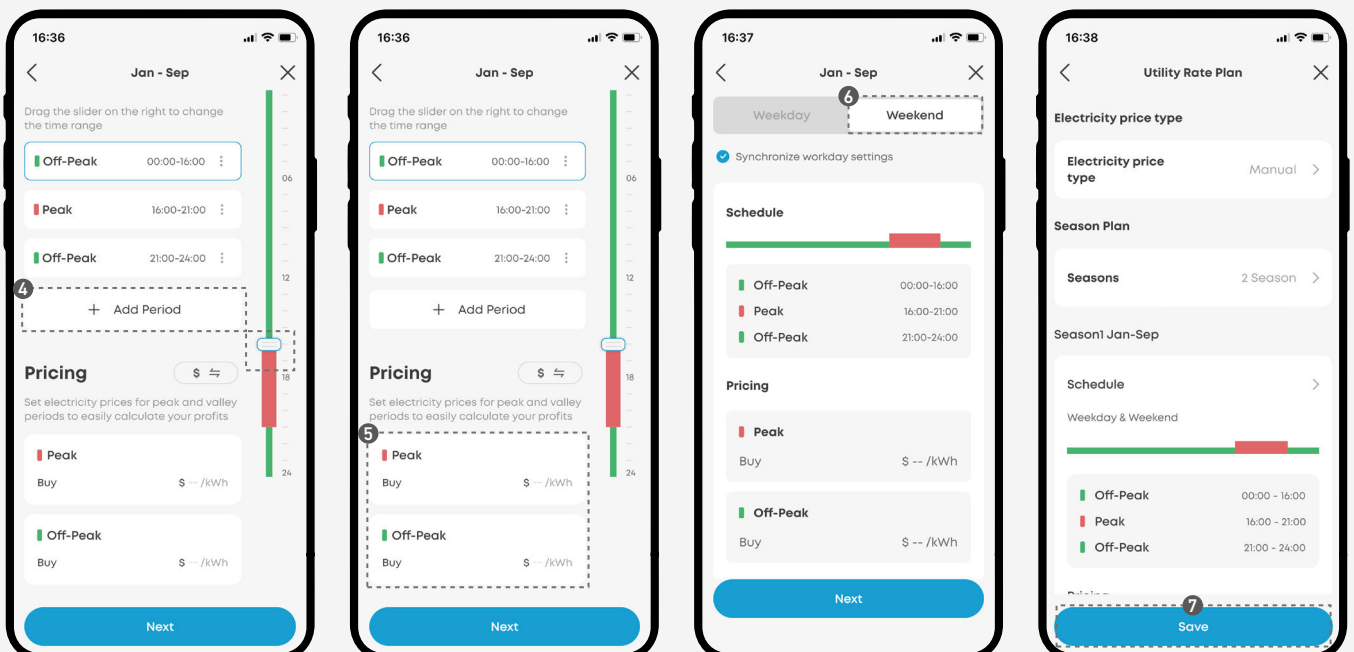 16:36
Jan - Sep
Drag the slider on the right to change
the time range
Off-Peak 00:00-16:00
06
Peak 16:00-21:00
Off-Peak 21:00-24:00
12
4
+ Add Period
Pricing $
18
Set electricity prices for peak and valley
periods to easily calculate your profits
Peak
Buy $ -- /kWh
24
Off-Peak
Buy $ -- /kWh
Next
16:36
Jan - Sep
Drag the slider on the right to change
the time range
Off-Peak 00:00-16:00
06
Peak 16:00-21:00
Off-Peak 21:00-24:00
12
+ Add Period
Pricing $
18
Set electricity prices for peak and valley
periods to easily calculate your profits
5
Peak
Buy $ -- /kWh
24
Off-Peak
Buy $ -- /kWh
Next
16:37
Jan - Sep
6
Weekday Weekend
Synchronize workday settings
Schedule
Off-Peak 00:00-16:00
Peak 16:00-21:00
Off-Peak 21:00-24:00
Pricing
Peak
Buy $ -- /kWh
Off-Peak
Buy $ -- /kWh
Next
16:38
Utility Rate Plan
Electricity price type
Electricity price
type Manual
Season Plan
Seasons 2 Season
Season1 Jan-Sep
Schedule
Weekday & Weekend
Off-Peak 00:00 - 16:00
Peak 16:00 - 21:00
Off-Peak 21:00 - 24:00
Pricing
7
Save